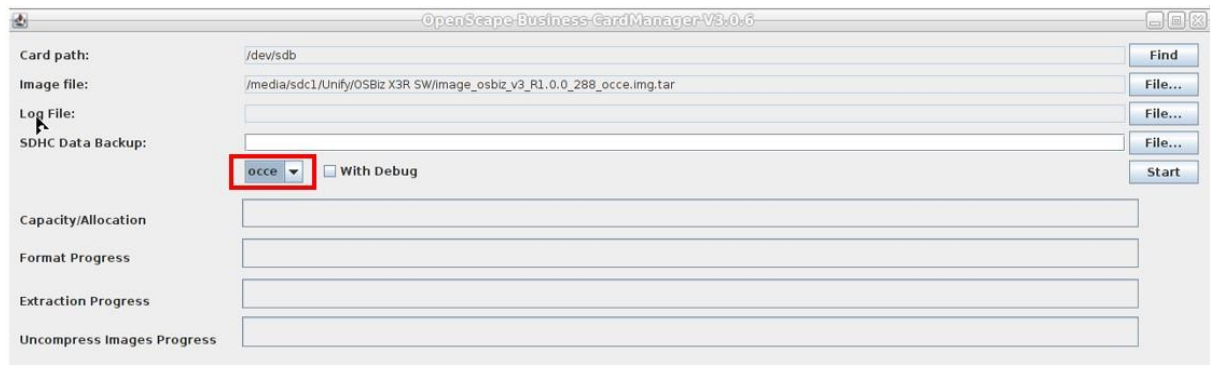 OpenScape Business CardManager V3.0.6
Card path: /dev/sdb Find
Image file: /media/sdc1/Unify/OSBiz X3R SW/image_osbiz_v3_R1.0.0_288_occe.img.tar File...
Log File: File...
SDHC Data Backup: File...
occe With Debug Start
Capacity/Allocation
Format Progress
Extraction Progress
Uncompress Images Progress